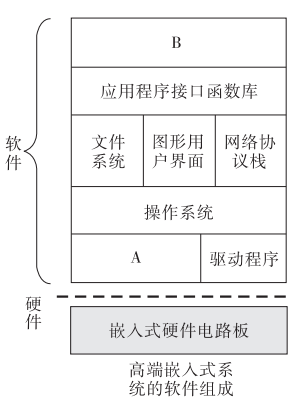 B
应用程序接口函数库
文件
系统
图形用
户界面
网络协
议栈
操作系统
A
驱动程序
软
件
硬
件
嵌入式硬件电路板
高端嵌入式系
统的软件组成